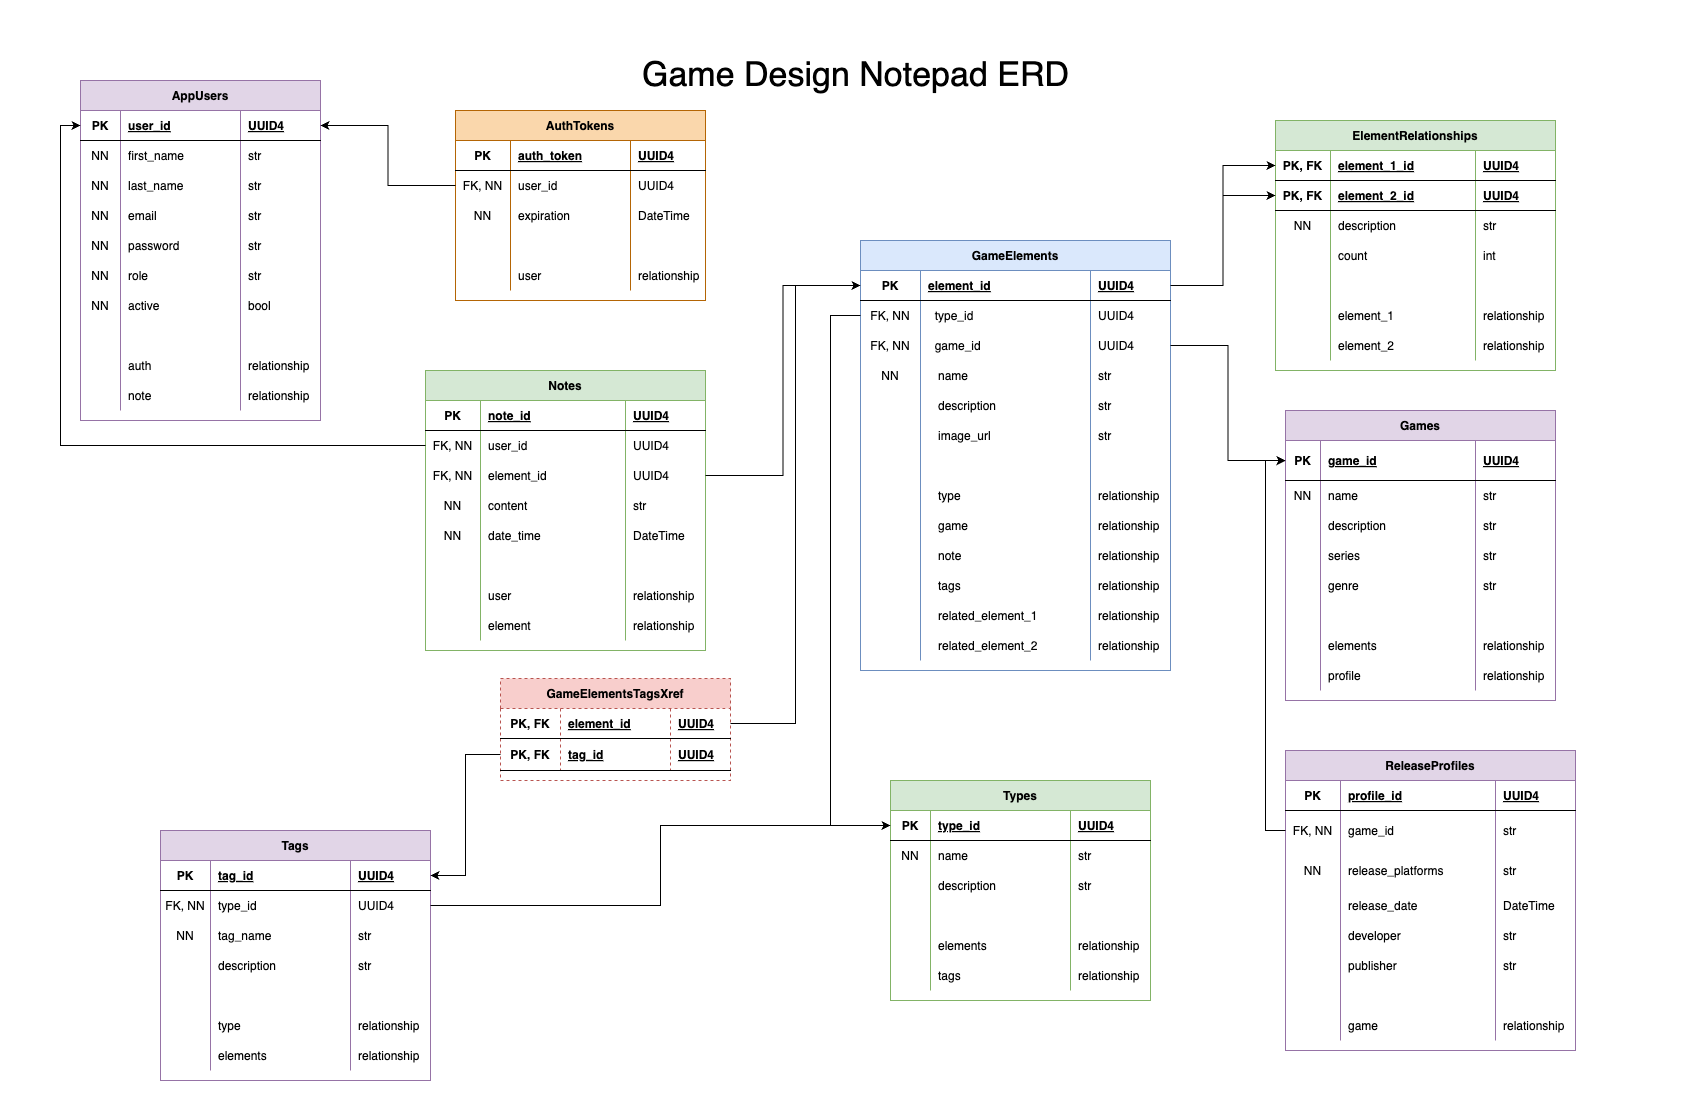 Game Design Notepad ERD
AppUsers
PK user_id UUID4
NN first_name str
NN last_name str
NN email str
NN password str
NN role str
NN active bool
auth relationship
note relationship
AuthTokens
PK auth_token UUID4
FK, NN user_id UUID4
NN expiration DateTime
user relationship
Notes
PK note_id UUID4
FK, NN user_id UUID4
FK, NN element_id UUID4
NN content str
NN date_time DateTime
user relationship
element relationship
GameElementsTagsXref
PK, FK element_id UUID4
PK, FK tag_id UUID4
Tags
PK tag_id UUID4
FK, NN type_id UUID4
NN tag_name str
description str
type relationship
elements relationship
GameElements
PK element_id UUID4
FK, NN type_id UUID4
FK, NN game_id UUID4
NN name str
description str
image_url str
type relationship
game relationship
note relationship
tags relationship
related_element_1 relationship
related_element_2 relationship
Types
PK type_id UUID4
NN name str
description str
elements relationship
tags relationship
ElementRelationships
PK, FK element_1_id UUID4
PK, FK element_2_id UUID4
NN description str
count int
element_1 relationship
element_2 relationship
Games
PK game_id UUID4
NN name str
description str
series str
genre str
elements relationship
profile relationship
ReleaseProfiles
PK profile_id UUID4
FK, NN game_id str
NN release_platforms str
release_date DateTime
developer str
publisher str
game relationship